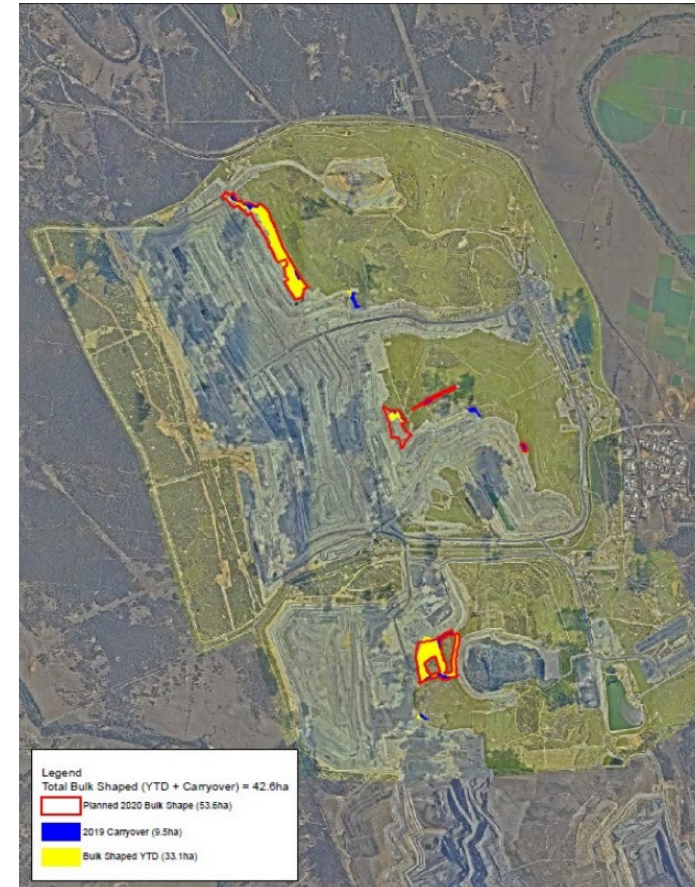 Legend
Total Bulk Shaped (YTD + Carryover) = 42.6ha
Planned 2020 Bulk Shape (53.6ha)
2019 Carryover (9.5ha)
Bulk Shaped YTD (33.1ha)